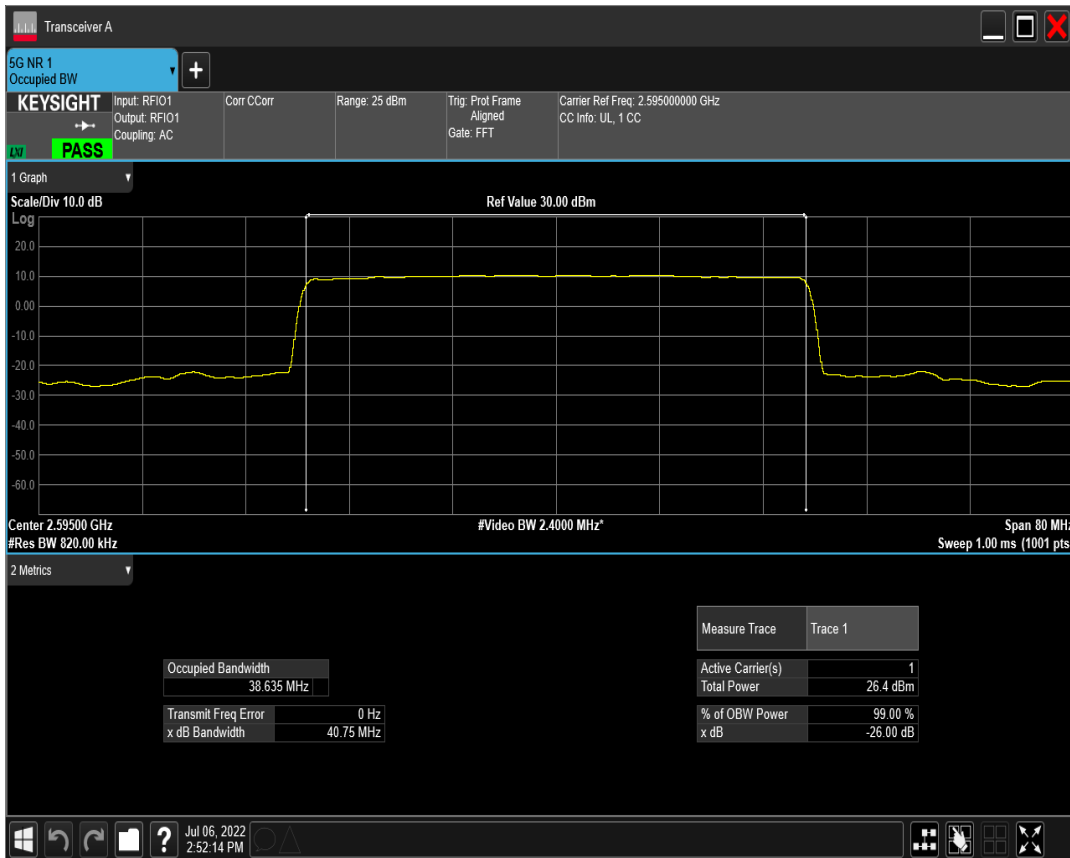 Transceiver A
5G NR 1
Occupied BW
KEYSIGHT
LXI
PASS
Input: RFIO1
Output: RFIO1
Coupling: AC
Corr CCorr
Range: 25 dBm
Trig: Prot Frame
Aligned
Gate: FFT
Carrier Ref Freq: 2.595000000 GHz
CC Info: UL, 1 CC
1 Graph
Scale/Div 10.0 dB
Ref Value 30.00 dBm
Log
20.0
10.0
0.00
-10.0
-20.0
-30.0
-40.0
-50.0
-60.0
Center 2.59500 GHz
#Video BW 2.4000 MHz*
Span 80 MHz
#Res BW 820.00 kHz
Sweep 1.00 ms (1001 pts
2 Metrics
Measure Trace Trace 1
Occupied Bandwidth
38.635 MHz
Active Carrier(s) 1
Total Power 26.4 dBm
Transmit Freq Error 0 Hz
x dB Bandwidth 40.75 MHz
% of OBW Power 99.00 %
x dB -26.00 dB
?
Jul 06, 2022
2:52:14 PM